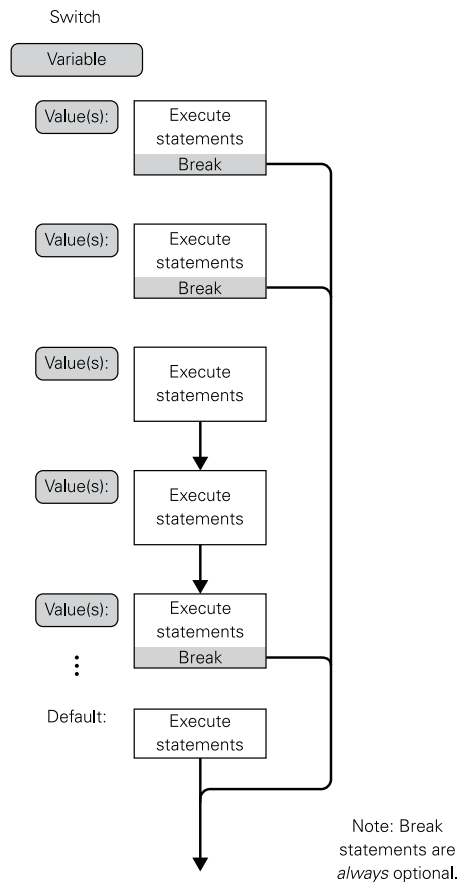 Switch
Variable
Value(s):
Execute
statements
Break
Value(s):
Execute
statements
Break
Value(s):
Execute
statements
Value(s):
Execute
statements
Value(s):
Execute
statements
Break
Default:
Execute
statements
Note: Break
statements are
always optional.